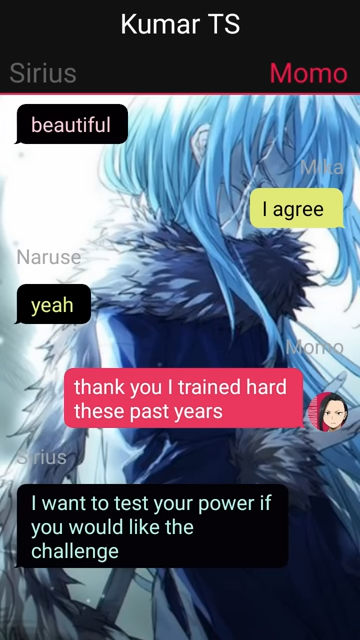 Kumar TS
Sirius
Momo
beautiful
Mika
I agree
Naruse
yeah
Momo
thank you I trained hard
these past years
Sirius
I want to test your power if
you would like the
challenge